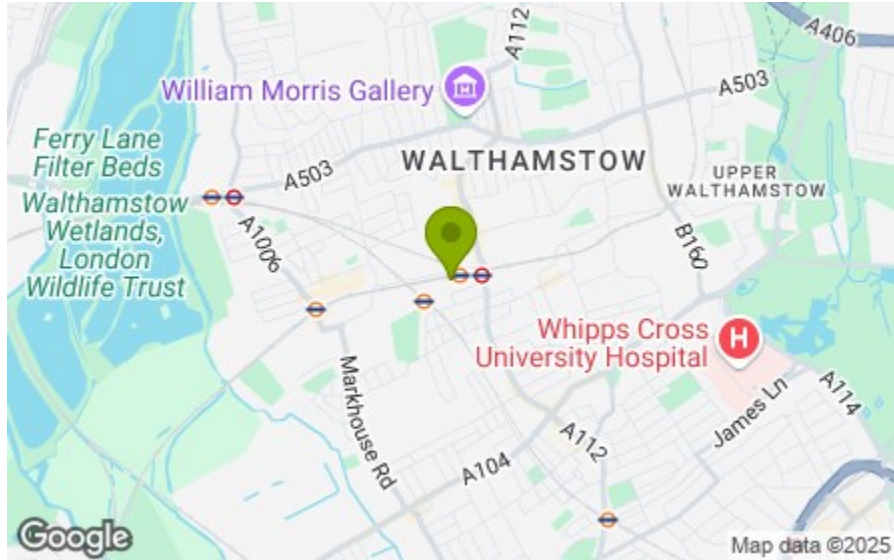 A406
A112
William Morris Gallery
H
A503
Ferry Lane
Filter Beds
A503
WALTHAMSTOW
UPPER
WALTHAMSTOW
Walthamstow
Wetlands,
London
Wildlife Trust
A1006
B160
Whipps Cross
University Hospital
H
Markhouse Rd
James Ln
A114
A112
A104
Google
Map data ©2025